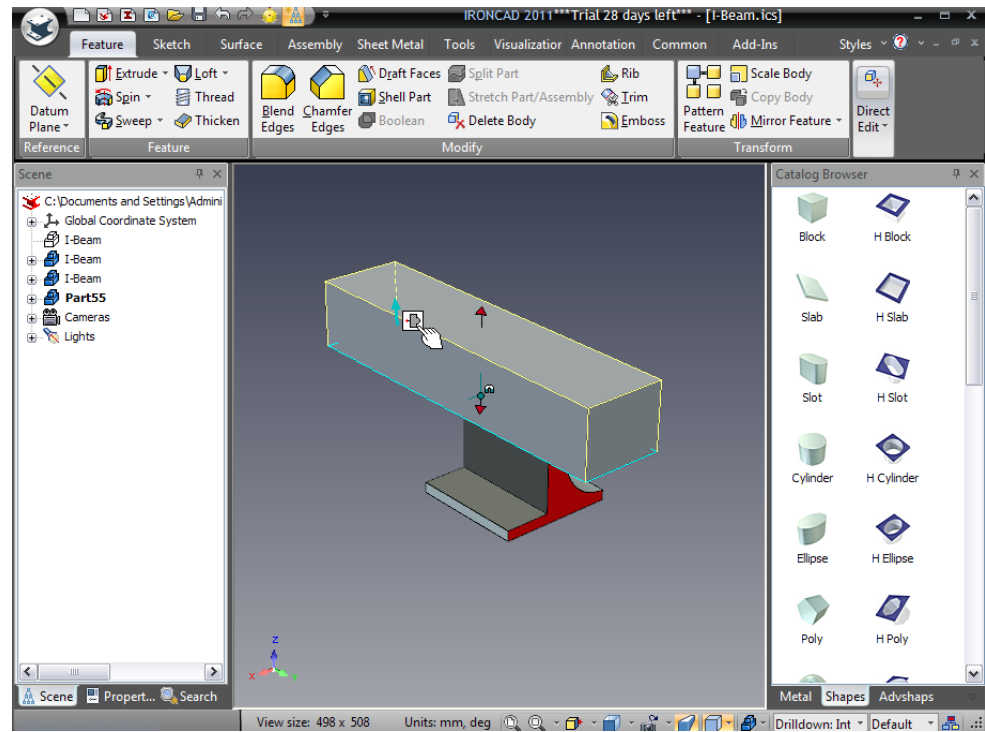 IRONCAD 2011***Trial 28 days left*** - [I-Beam.ics]
Feature Sketch Surface Assembly Sheet Metal Tools Visualization Annotation Common Add-Ins Styles
Extrude Loft Draft Faces Split Part Rib Scale Body
Spin Thread Shell Part Stretch Part/Assembly Trim Copy Body
Sweep Thicken Boolean Delete Body Emboss Mirror Feature
Datum Plane
Blend Edges
Chamfer Edges
Pattern Feature
Direct Edit
Reference Feature Modify Transform
Scene
C:\Documents and Settings\Admini
Global Coordinate System
I-Beam
I-Beam
I-Beam
Part55
Cameras
Lights
Z
X
Y
Catalog Browser
Block H Block
Slab H Slab
Slot H Slot
Cylinder H Cylinder
Ellipse H Ellipse
Poly H Poly
Scene Propert... Search
Metal Shapes Advshaps
View size: 498 x 508 Units: mm, deg Drilldown: Int Default